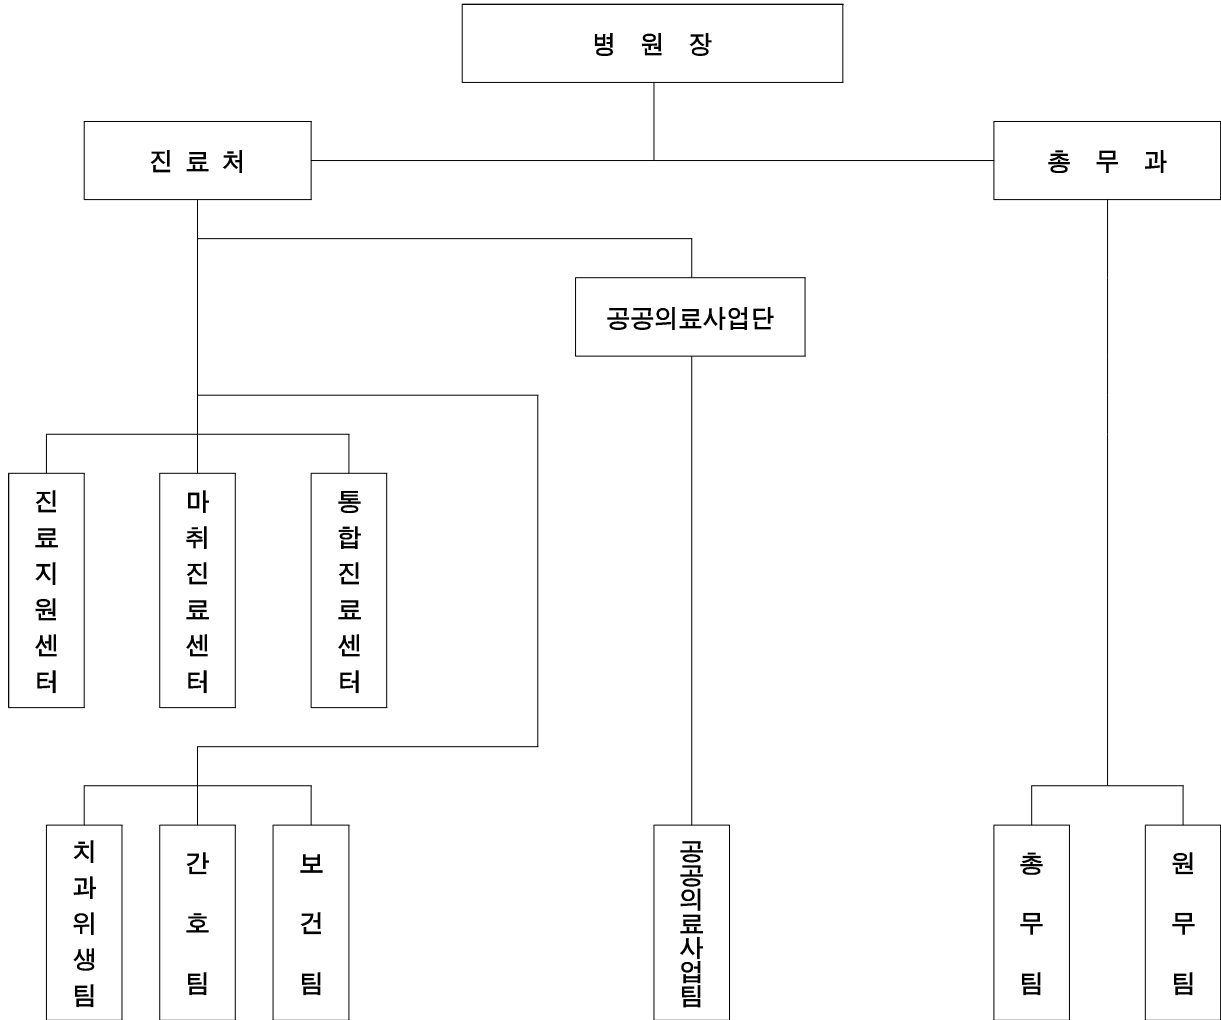 병 원 장
진 료 처
총 무 과
공공의료사업단
진료지원센터
마취진료센터
통합진료센터
치과위생팀
간호팀
보건팀
공공의료사업팀
총무팀
원무팀